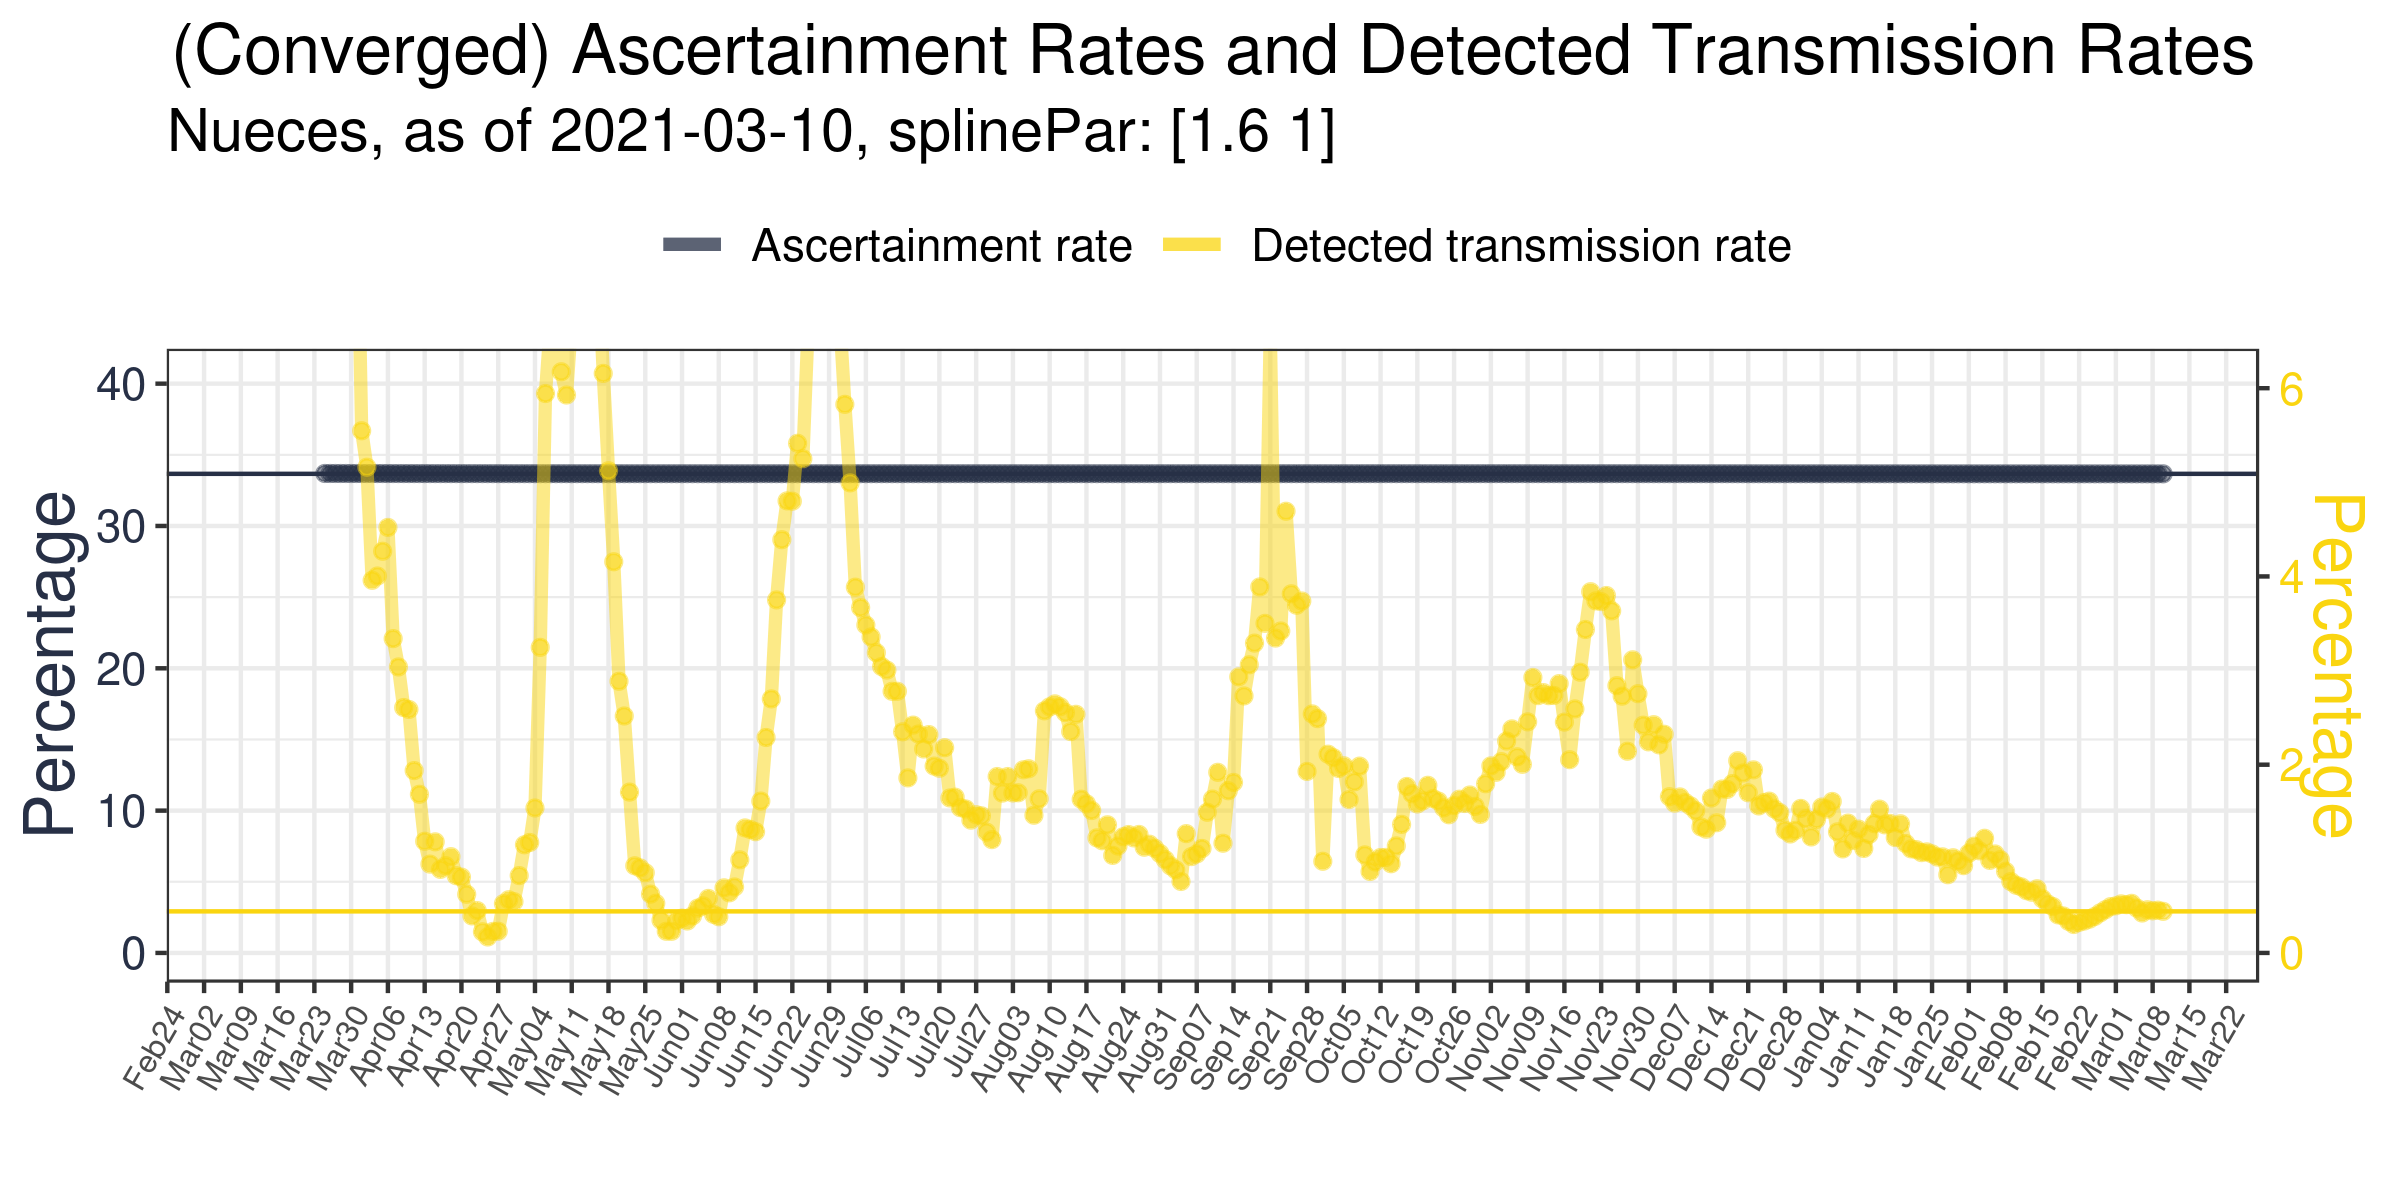 (Converged) Ascertainment Rates and Detected Transmission Rates
Nueces, as of 2021-03-10, splinePar: [1.6 1]
Ascertainment rate Detected transmission rate
Percentage
40
30
20
10
0
6
4
2
0
Percentage
Feb24 Mar02 Mar09 Mar16 Mar23 Mar30 Apr06 Apr13 Apr20 Apr27 May04 May11 May18 May25 Jun01 Jun08 Jun15 Jun22 Jun29 Jul06 Jul13 Jul20 Jul27 Aug03 Aug10 Aug17 Aug24 Aug31 Sep07 Sep14 Sep21 Sep28 Oct05 Oct12 Oct19 Oct26 Nov02 Nov09 Nov16 Nov23 Nov30 Dec07 Dec14 Dec21 Dec28 Jan04 Jan11 Jan18 Jan25 Feb01 Feb08 Feb15 Feb22 Mar01 Mar08 Mar15 Mar22